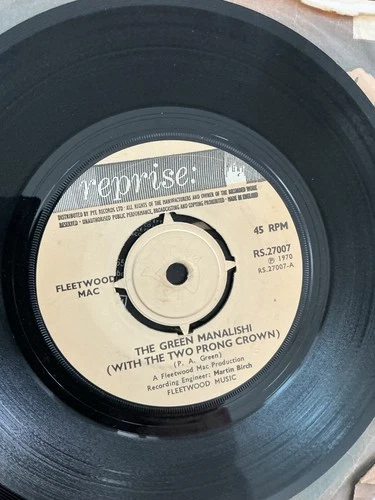 reprise:
DISTRIBUTED BY PYE RECORDS LTD · ALL RIGHTS OF THE MANUFACTURERS AND OWNER OF THE RECORDED WORK
RESERVED · UNAUTHORISED PUBLIC PERFORMANCE, BROADCASTING AND COPYING PROHIBITED · MADE IN ENGLAND
45 RPM
RS.27007
℗ 1970
RS.27007-A
FLEETWOOD
MAC
THE GREEN MANALISHI
(WITH THE TWO PRONG CROWN)
(P. A. Green)
A Fleetwood Mac Production
Recording Engineer: Martin Birch
FLEETWOOD MUSIC